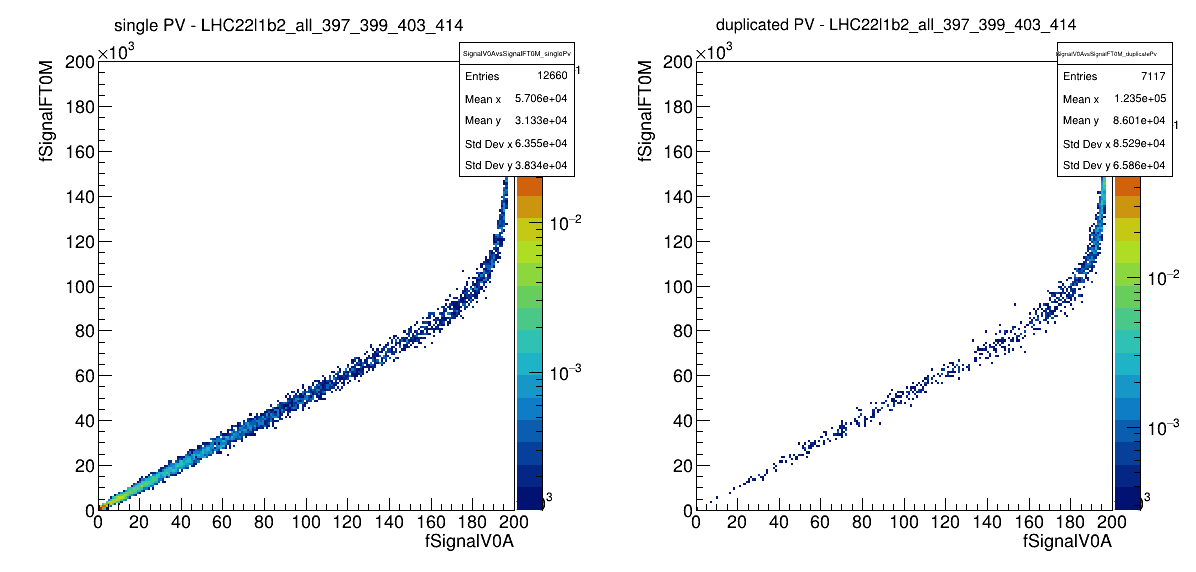 single PV - LHC22l1b2_all_397_399_403_414
×10³
fSignalFT0M
200
180
160
140
120
100
80
60
40
20
0
0 20 40 60 80 100 120 140 160 180 200
fSignalV0A
SignalV0AvsSignalFT0M_singlePv
Entries 12660
Mean x 5.706e+04
Mean y 3.133e+04
Std Dev x 6.355e+04
Std Dev y 3.834e+04
1
10⁻²
10⁻³
3
duplicated PV - LHC22l1b2_all_397_399_403_414
×10³
fSignalFT0M
200
180
160
140
120
100
80
60
40
20
0
0 20 40 60 80 100 120 140 160 180 200
fSignalV0A
SignalV0AvsSignalFT0M_duplicatePv
Entries 7117
Mean x 1.235e+05
Mean y 8.601e+04
Std Dev x 8.529e+04
Std Dev y 6.586e+04
1
10⁻²
10⁻³
3